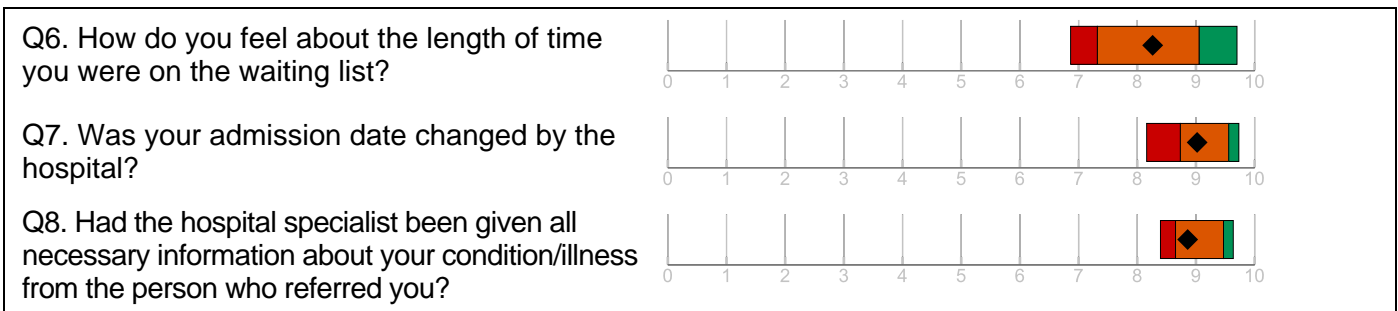 Q6. How do you feel about the length of time
you were on the waiting list?
0 1 2 3 4 5 6 7 8 9 10
Q7. Was your admission date changed by the
hospital?
0 1 2 3 4 5 6 7 8 9 10
Q8. Had the hospital specialist been given all
necessary information about your condition/illness
from the person who referred you?
0 1 2 3 4 5 6 7 8 9 10